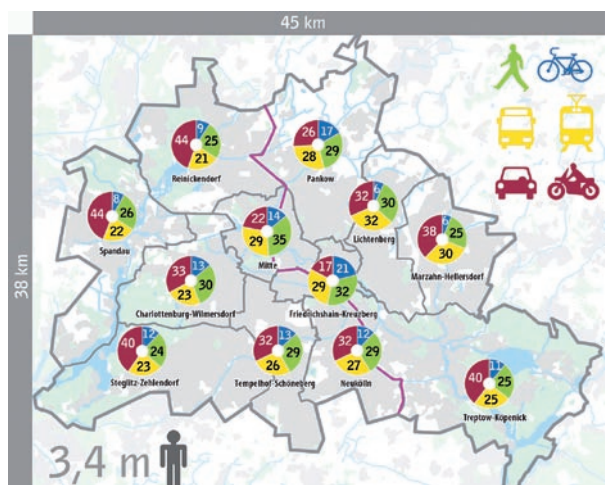 45 km
38 km
9
44 25
21
Reinickendorf
17
26 29
28
Pankow
8
44 26
22
Spandau
14
22 35
29
Mitte
6
32 30
32
Lichtenberg
6
38 25
30
Marzahn-Hellersdorf
13
33 30
23
Charlottenburg-Wilmersdorf
21
17 32
29
Friedrichshain-Kreuzberg
12
40 24
23
Steglitz-Zehlendorf
13
32 29
26
Tempelhof-Schöneberg
12
32 29
27
Neukölln
11
40 25
25
Treptow-Köpenick
3,4 m